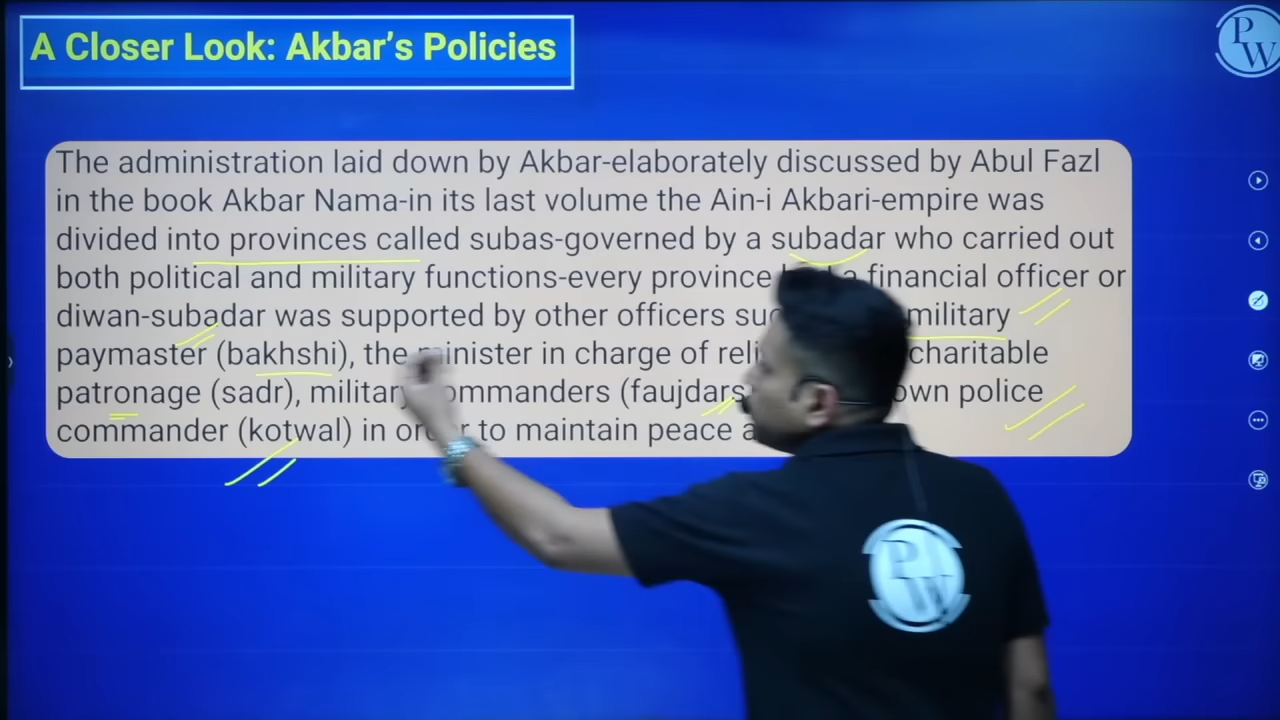 A Closer Look: Akbar's Policies
P
W
The administration laid down by Akbar-elaborately discussed by Abul Fazl
in the book Akbar Nama-in its last volume the Ain-i Akbari-empire was
divided into provinces called subas-governed by a subadar who carried out
both political and military functions-every province a financial officer or
diwan-subadar was supported by other officers military
paymaster (bakhshi), the minister in charge of charitable
patronage (sadr), military commanders (faujdars police
commander (kotwal) in order to maintain peace
P
W